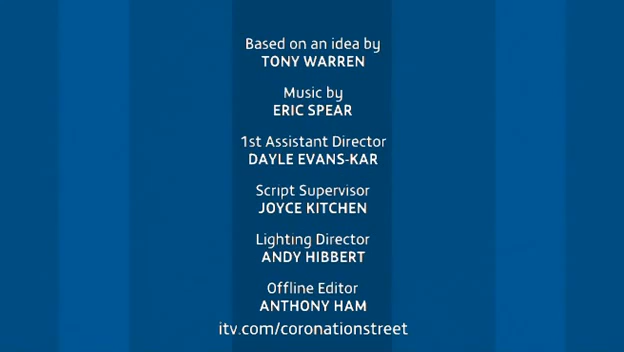 Based on an idea by
TONY WARREN
Music by
ERIC SPEAR
1st Assistant Director
DAYLE EVANS-KAR
Script Supervisor
JOYCE KITCHEN
Lighting Director
ANDY HIBBERT
Offline Editor
ANTHONY HAM
itv.com/coronationstreet